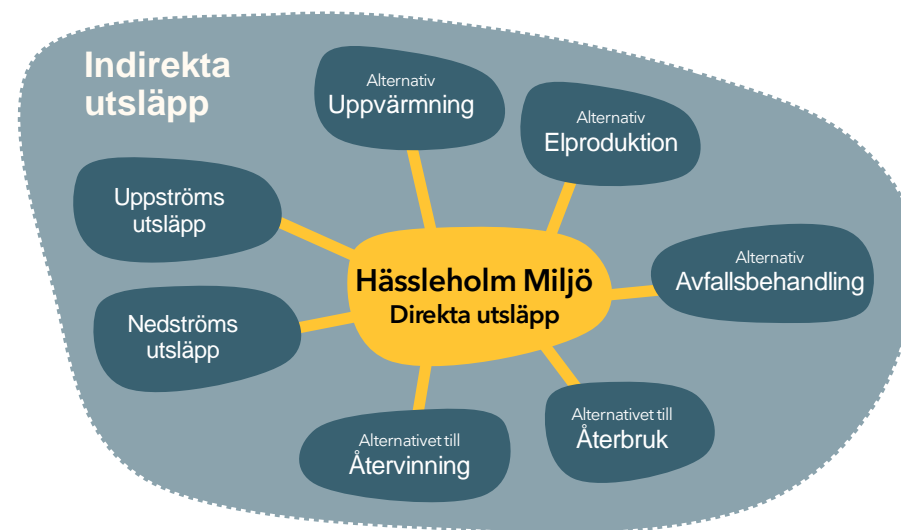 Indirekta
utsläpp
Alternativ
Uppvärmning
Alternativ
Elproduktion
Uppströms
utsläpp
Alternativ
Avfallsbehandling
Hässleholm Miljö
Direkta utsläpp
Nedströms
utsläpp
Alternativet till
Återvinning
Alternativet till
Återbruk